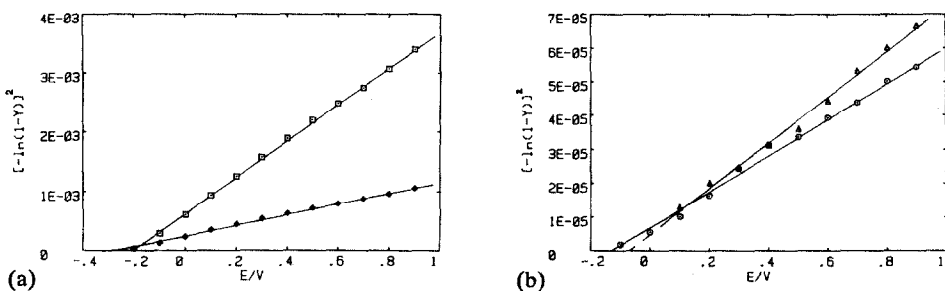 4E-03
3E-03
2E-03
1E-03
0
[-ln(1-Y)]²
-.4 -.2 0 .2 .4 .6 .8 1
E/V
(a)
7E-05
6E-05
5E-05
4E-05
3E-05
2E-05
1E-05
0
[-ln(1-Y)]²
-.2 0 .2 .4 .6 .8 1
E/V
(b)